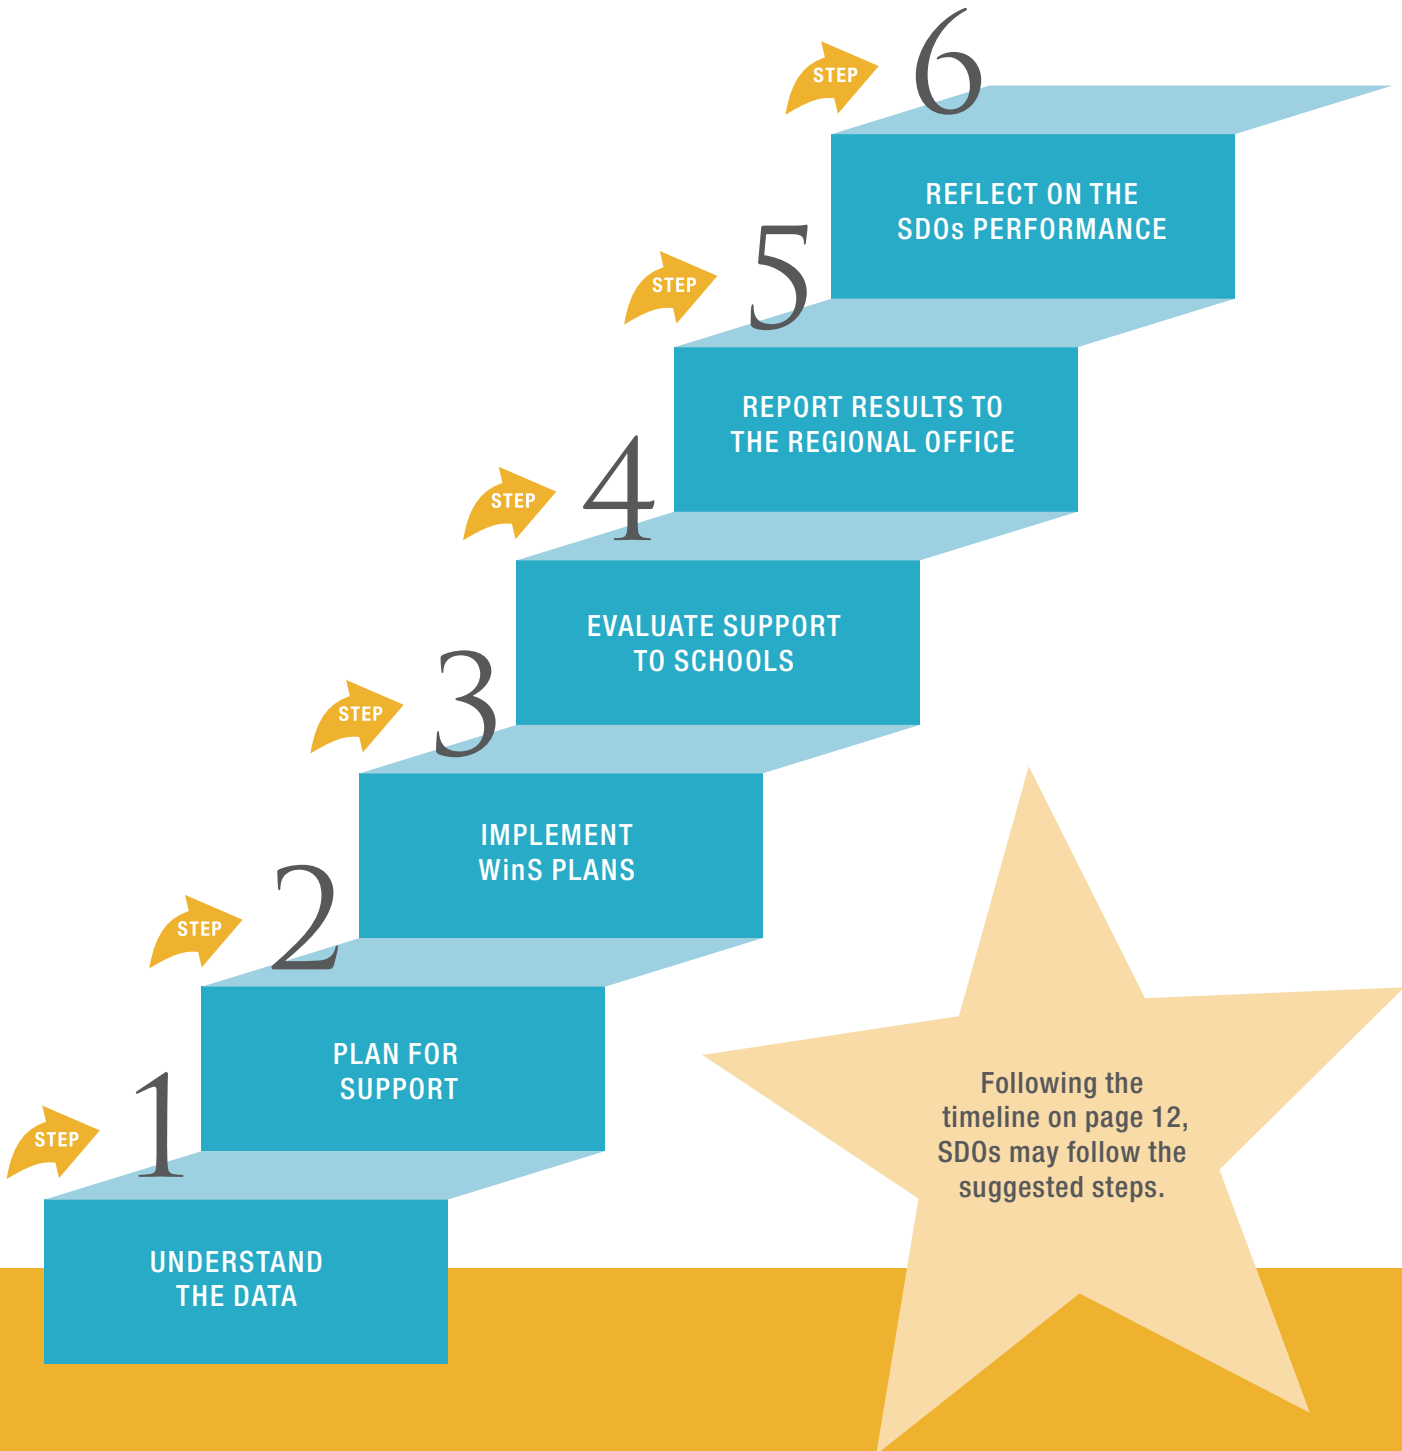 STEP 6
REFLECT ON THE
SDOs PERFORMANCE
STEP 5
REPORT RESULTS TO
THE REGIONAL OFFICE
STEP 4
EVALUATE SUPPORT
TO SCHOOLS
STEP 3
IMPLEMENT
WinS PLANS
STEP 2
PLAN FOR
SUPPORT
STEP 1
UNDERSTAND
THE DATA
Following the
timeline on page 12,
SDOs may follow the
suggested steps.